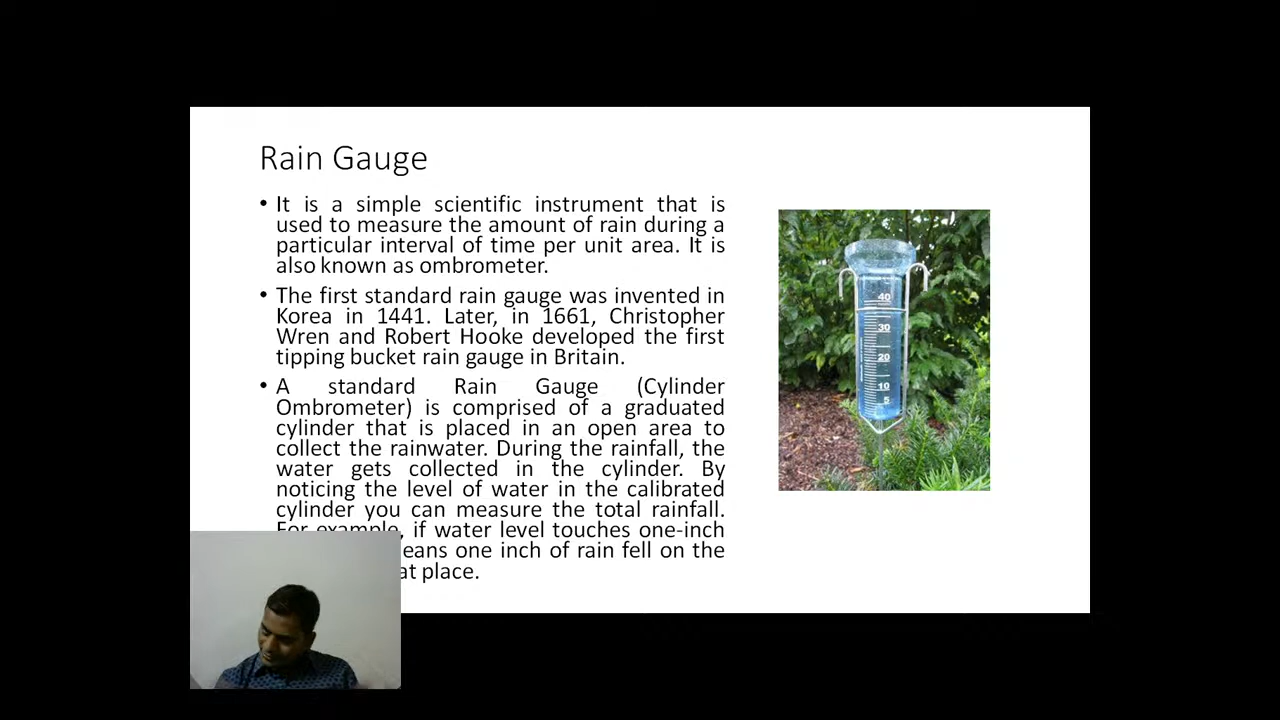 Rain Gauge
• It is a simple scientific instrument that is
used to measure the amount of rain during a
particular interval of time per unit area. It is
also known as ombrometer.
• The first standard rain gauge was invented in
Korea in 1441. Later, in 1661, Christopher
Wren and Robert Hooke developed the first
tipping bucket rain gauge in Britain.
• A standard Rain Gauge (Cylinder
Ombrometer) is comprised of a graduated
cylinder that is placed in an open area to
collect the rainwater. During the rainfall, the
water gets collected in the cylinder. By
noticing the level of water in the calibrated
cylinder you can measure the total rainfall.
For example, if water level touches one-inch
one inch of rain fell on the
place.
40
30
20
10
5